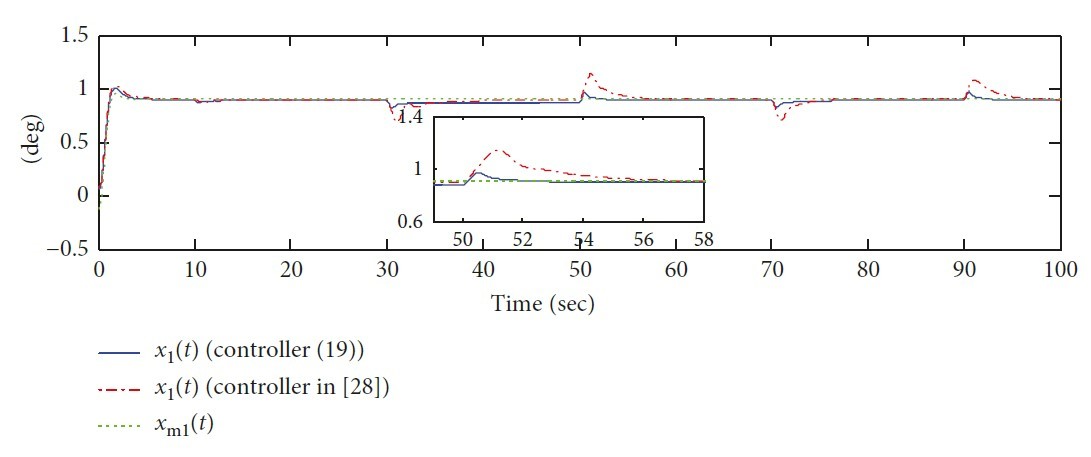 1.5
1
0.5
0
−0.5
(deg)
1.4
1
0.6
50 52 54 56 58
0 10 20 30 40 50 60 70 80 90 100
Time (sec)
x1(t) (controller (19))
x1(t) (controller in [28])
xm1(t)